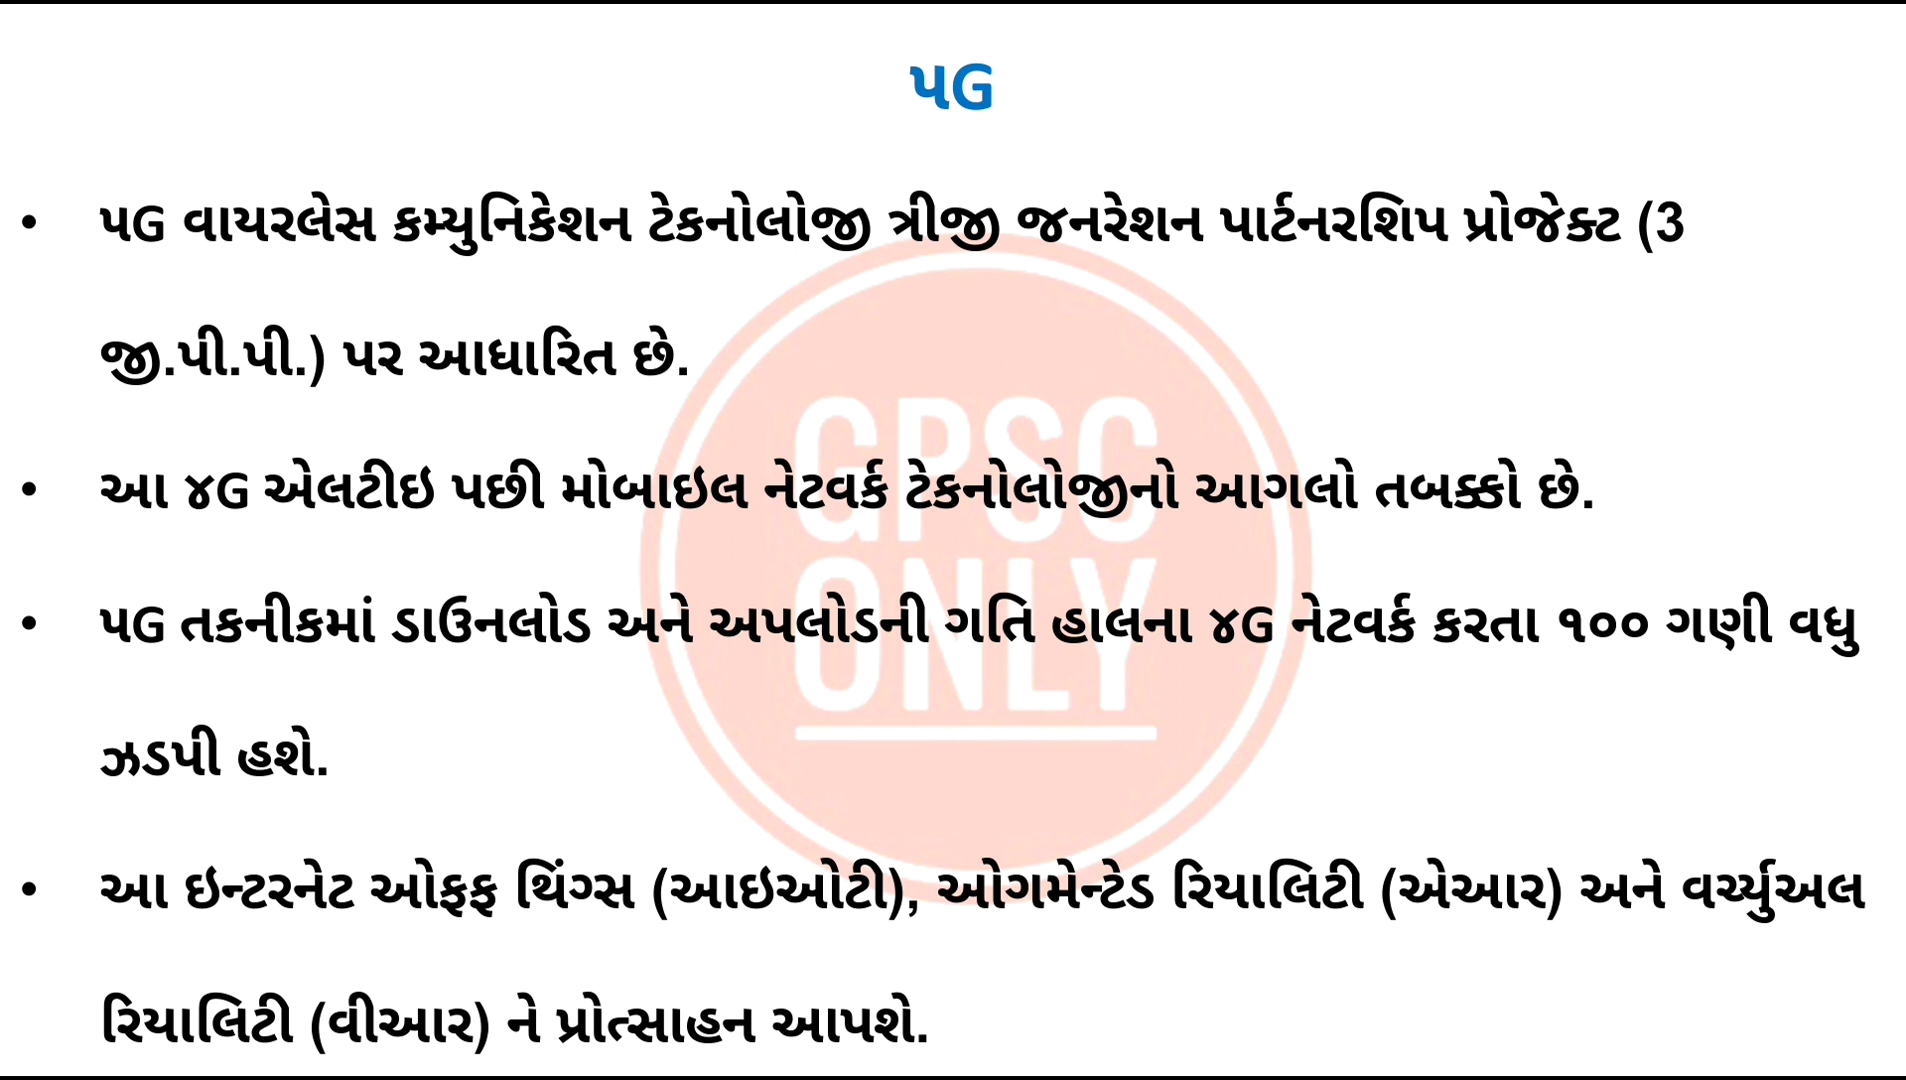 ૫G
• ૫G વાયરલેસ કમ્યુનિકેશન ટેકનોલોજી ત્રીજી જનરેશન પાર્ટનરશિપ પ્રોજેક્ટ (3
જી.પી.પી.) પર આધારિત છે.
• આ ૪G એલટીઇ પછી મોબાઇલ નેટવર્ક ટેકનોલોજીનો આગલો તબક્કો છે.
• ૫G તકનીકમાં ડાઉનલોડ અને અપલોડની ગતિ હાલના ૪G નેટવર્ક કરતા ૧૦૦ ગણી વધુ
ઝડપી હશે.
• આ ઇન્ટરનેટ ઓફફ થિંગ્સ (આઇઓટી), ઓગમેન્ટેડ રિયાલિટી (એઆર) અને વર્ચ્યુઅલ
રિયાલિટી (વીઆર) ને પ્રોત્સાહન આપશે.
GPSC
ONLY